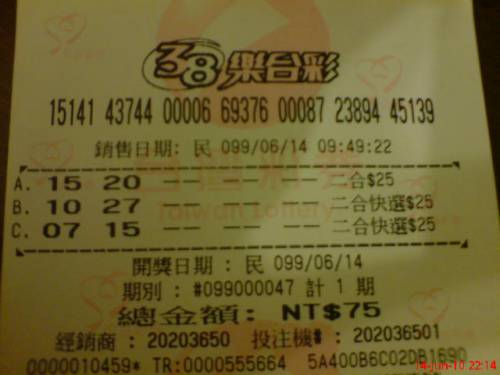 38樂合彩
15141 43744 00006 69376 00087 23894 45139
銷售日期: 民 099/06/14 09:49:22
A. 15 20 -- -- -- -- 二合$25
B. 10 27 -- -- -- -- 二合快選$25
C. 07 15 -- -- -- -- 二合快選$25
Taiwan Lottery
開獎日期 : 民 099/06/14
期別 : #099000047 計 1 期
總金額: NT$75
經銷商 : 20203650 投注機# : 202036501
0000010459* TR:0000555664 5A400B6C02DB1690
14-Jun-10 22:14